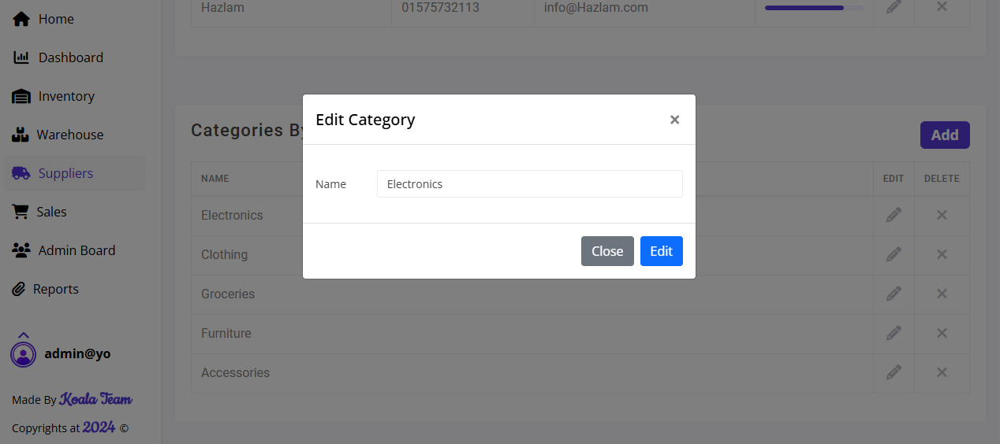 Home
Dashboard
Inventory
Warehouse
Suppliers
Sales
Admin Board
Reports
admin@yo
Made By Koala Team
Copyrights at 2024 ©
Hazlam 01575732113 info@Hazlam.com
Categories By
Add
NAME EDIT DELETE
Electronics
Clothing
Groceries
Furniture
Accessories
Edit Category ×
Name Electronics
Close Edit